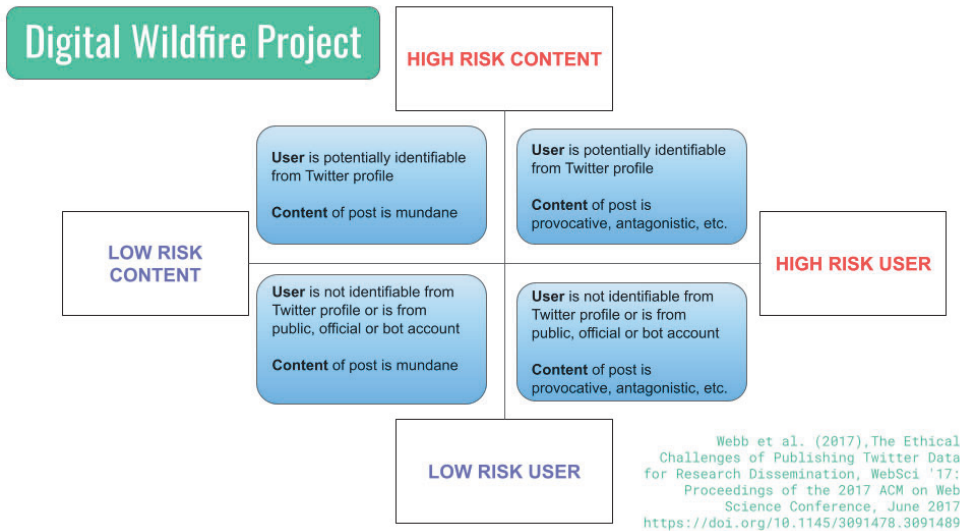 Digital Wildfire Project
HIGH RISK CONTENT
User is potentially identifiable
from Twitter profile
Content of post is mundane
User is potentially identifiable
from Twitter profile
Content of post is
provocative, antagonistic, etc.
LOW RISK
CONTENT
HIGH RISK USER
User is not identifiable from
Twitter profile or is from
public, official or bot account
Content of post is mundane
User is not identifiable from
Twitter profile or is from
public, official or bot account
Content of post is
provocative, antagonistic, etc.
LOW RISK USER
Webb et al. (2017),The Ethical
Challenges of Publishing Twitter Data
for Research Dissemination, WebSci '17:
Proceedings of the 2017 ACM on Web
Science Conference, June 2017
https://doi.org/10.1145/3091478.3091489